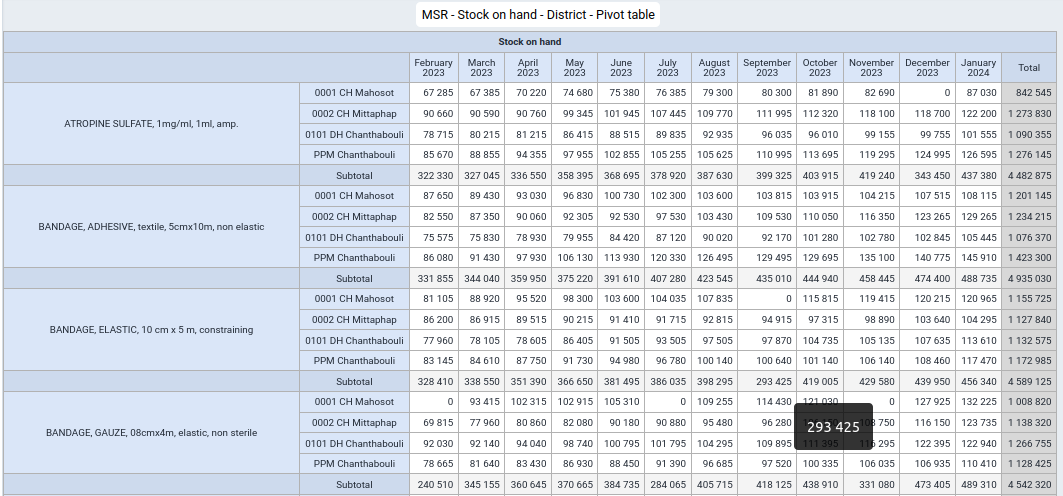 MSR - Stock on hand - District - Pivot table
Stock on hand
February 2023 March 2023 April 2023 May 2023 June 2023 July 2023 August 2023 September 2023 October 2023 November 2023 December 2023 January 2024 Total
ATROPINE SULFATE, 1mg/ml, 1ml, amp.
0001 CH Mahosot 67 285 67 385 70 220 74 680 75 380 76 385 79 300 80 300 81 890 82 690 0 87 030 842 545
0002 CH Mittaphap 90 660 90 590 90 760 99 345 101 945 107 445 109 770 111 995 112 320 118 100 118 700 122 200 1 273 830
0101 DH Chanthabouli 78 715 80 215 81 215 86 415 88 515 89 835 92 935 96 035 96 010 99 155 99 755 101 555 1 090 355
PPM Chanthabouli 85 670 88 855 94 355 97 955 102 855 105 255 105 625 110 995 113 695 119 295 124 995 126 595 1 276 145
Subtotal 322 330 327 045 336 550 358 395 368 695 378 920 387 630 399 325 403 915 419 240 343 450 437 380 4 482 875
BANDAGE, ADHESIVE, textile, 5cmx10m, non elastic
0001 CH Mahosot 87 650 89 430 93 030 96 830 100 730 102 300 103 600 103 815 103 915 104 215 107 515 108 115 1 201 145
0002 CH Mittaphap 82 550 87 350 90 060 92 305 92 530 97 530 103 430 109 530 110 050 116 350 123 265 129 265 1 234 215
0101 DH Chanthabouli 75 575 75 830 78 930 79 955 84 420 87 120 90 020 92 170 101 280 102 780 102 845 105 445 1 076 370
PPM Chanthabouli 86 080 91 430 97 930 106 130 113 930 120 330 126 495 129 495 129 695 135 100 140 775 145 910 1 423 300
Subtotal 331 855 344 040 359 950 375 220 391 610 407 280 423 545 435 010 444 940 458 445 474 400 488 735 4 935 030
BANDAGE, ELASTIC, 10 cm x 5 m, constraining
0001 CH Mahosot 81 105 88 920 95 520 98 300 103 600 104 035 107 835 0 115 815 119 415 120 215 120 965 1 155 725
0002 CH Mittaphap 86 200 86 915 89 515 90 215 91 410 91 715 92 815 94 915 97 315 98 890 103 640 104 295 1 127 840
0101 DH Chanthabouli 77 960 78 105 78 605 86 405 91 505 93 505 97 505 97 870 104 735 105 135 107 635 113 610 1 132 575
PPM Chanthabouli 83 145 84 610 87 750 91 730 94 980 96 780 100 140 100 640 101 140 106 140 108 460 117 470 1 172 985
Subtotal 328 410 338 550 351 390 366 650 381 495 386 035 398 295 293 425 419 005 429 580 439 950 456 340 4 589 125
BANDAGE, GAUZE, 08cmx4m, elastic, non sterile
0001 CH Mahosot 0 93 415 102 315 102 915 105 310 0 109 255 114 430 121 030 0 127 925 132 225 1 008 820
0002 CH Mittaphap 69 815 77 960 80 860 82 080 90 180 90 880 95 480 96 280 116 150 123 735 1 138 320
293 425
0101 DH Chanthabouli 92 030 92 140 94 040 98 740 100 795 101 795 104 295 109 895 111 395 116 295 122 395 122 940 1 266 755
PPM Chanthabouli 78 665 81 640 83 430 86 930 88 450 91 390 96 685 97 520 100 335 106 035 106 935 110 410 1 128 425
Subtotal 240 510 345 155 360 645 370 665 384 735 284 065 405 715 418 125 438 910 331 080 473 405 489 310 4 542 320